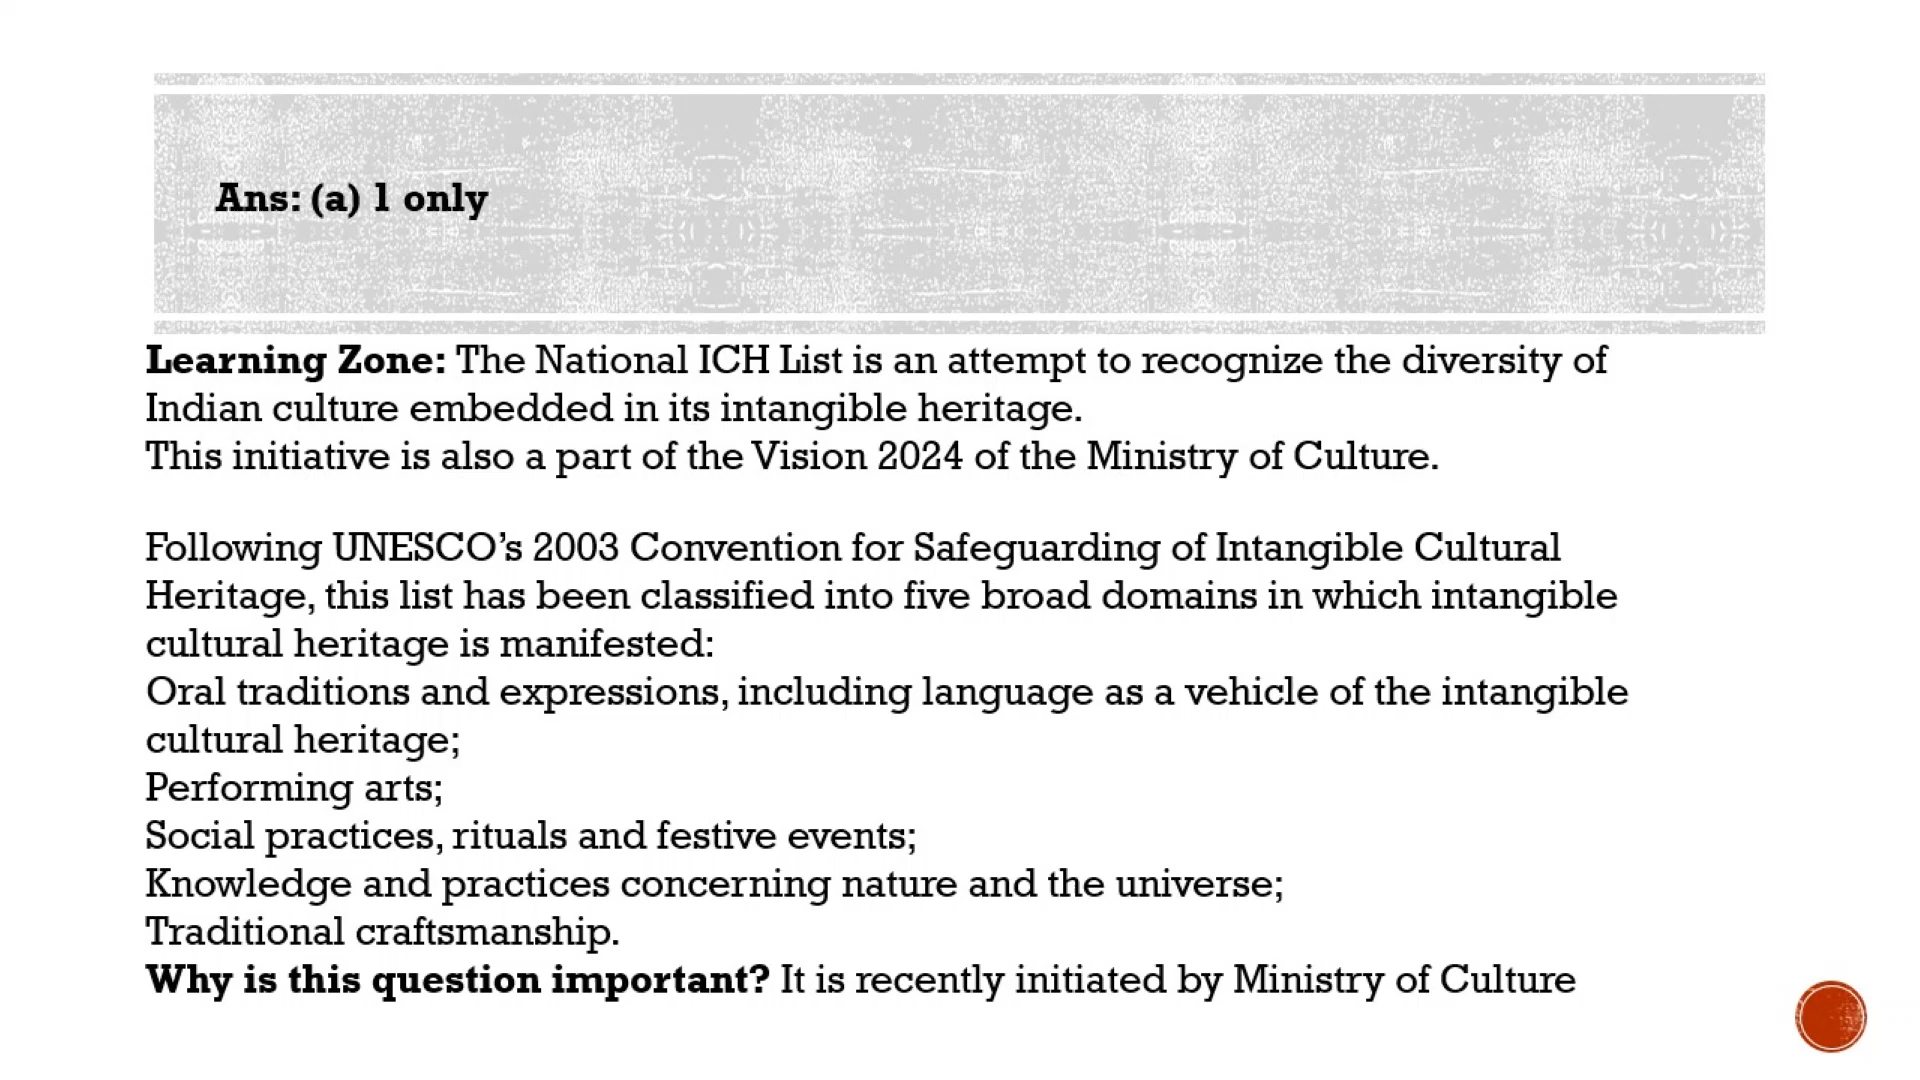 Ans: (a) 1 only
Learning Zone: The National ICH List is an attempt to recognize the diversity of
Indian culture embedded in its intangible heritage.
This initiative is also a part of the Vision 2024 of the Ministry of Culture.
Following UNESCO’s 2003 Convention for Safeguarding of Intangible Cultural
Heritage, this list has been classified into five broad domains in which intangible
cultural heritage is manifested:
Oral traditions and expressions, including language as a vehicle of the intangible
cultural heritage;
Performing arts;
Social practices, rituals and festive events;
Knowledge and practices concerning nature and the universe;
Traditional craftsmanship.
Why is this question important? It is recently initiated by Ministry of Culture